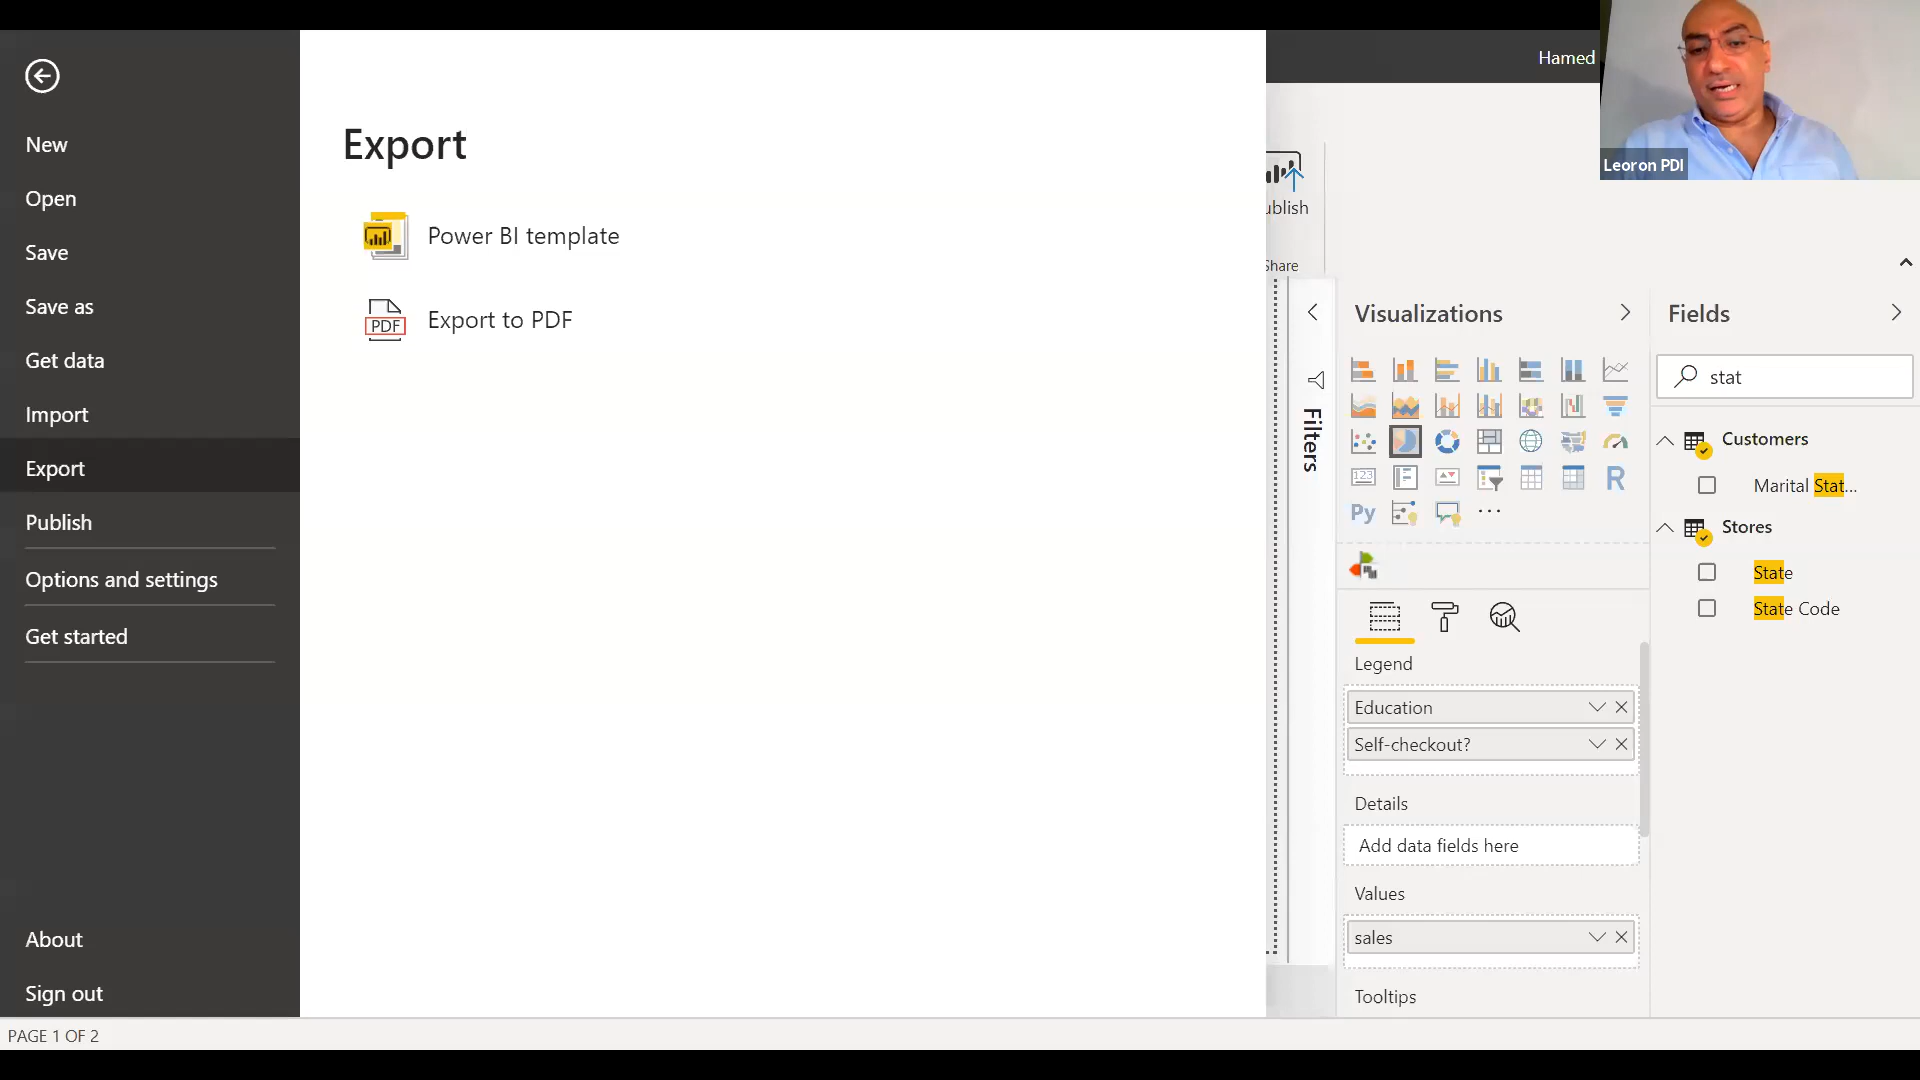 New
Open
Save
Save as
Get data
Import
Export
Publish
Options and settings
Get started
About
Sign out
PAGE 1 OF 2
Export
Power BI template
PDF
Export to PDF
Hamed
Leoron PDI
ublish
Share
Filters
Visualizations
123
R
Py
Legend
Education
Self-checkout?
Details
Add data fields here
Values
sales
Tooltips
Fields
stat
Customers
Marital Stat...
Stores
State
State Code